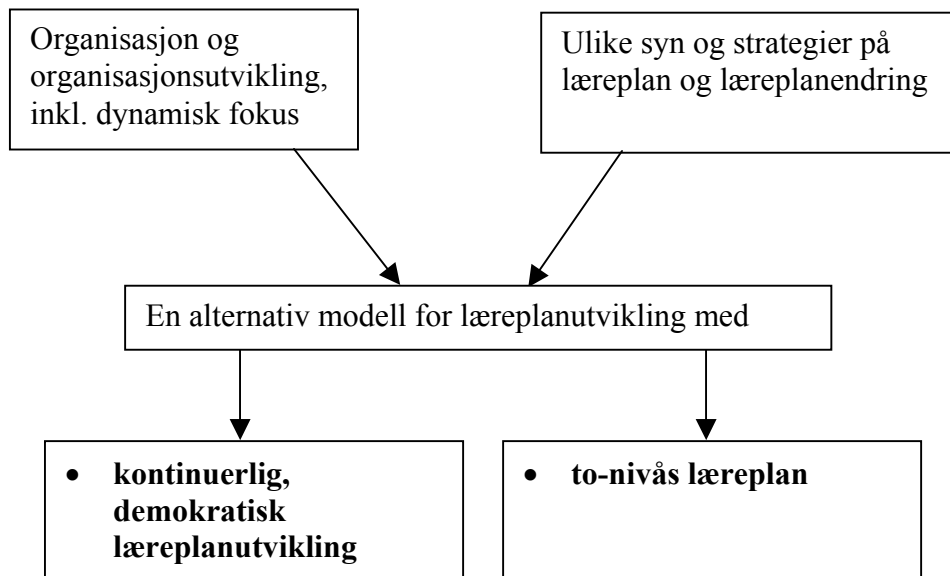 Organisasjon og
organisasjonsutvikling,
inkl. dynamisk fokus
Ulike syn og strategier på
læreplan og læreplanendring
En alternativ modell for læreplanutvikling med
• kontinuerlig,
demokratisk
læreplanutvikling
• to-nivås læreplan